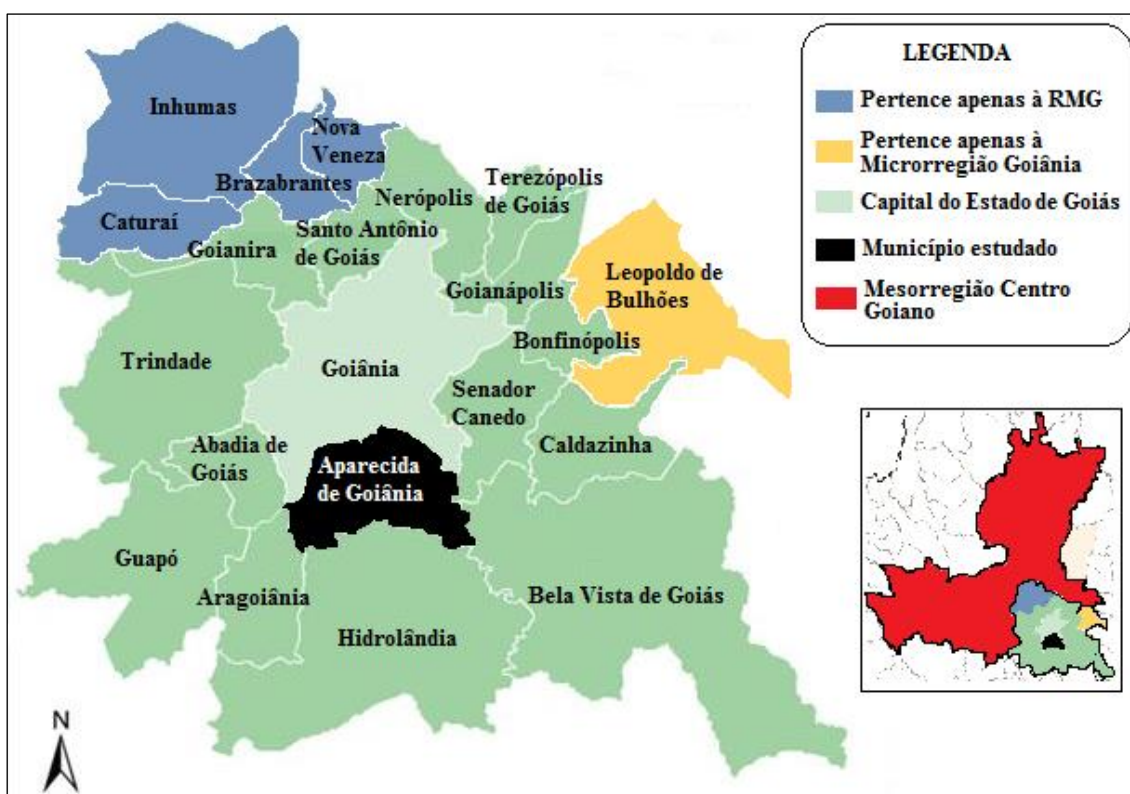 Inhumas
Nova
Veneza
Brazabrantes
Caturaí
Nerópolis
Terezópolis
de Goiás
Goianira
Santo Antônio
de Goiás
Goianápolis
Leopoldo de
Bulhões
Bonfinópolis
Trindade
Goiânia
Senador
Canedo
Caldazinha
Abadia de
Goiás
Aparecida
de Goiânia
Guapó
Aragoiânia
Hidrolândia
Bela Vista de Goiás
N
LEGENDA
Pertence apenas à RMG
Pertence apenas à
Microrregião Goiânia
Capital do Estado de Goiás
Município estudado
Mesorregião Centro
Goiano